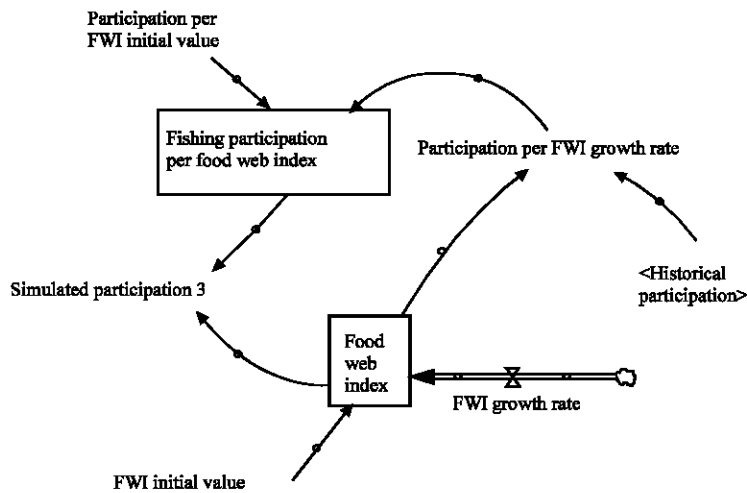 Participation per
FWI initial value
Fishing participation
per food web index
Participation per FWI growth rate
Simulated participation 3
<Historical
participation>
Food
web
index
FWI growth rate
FWI initial value